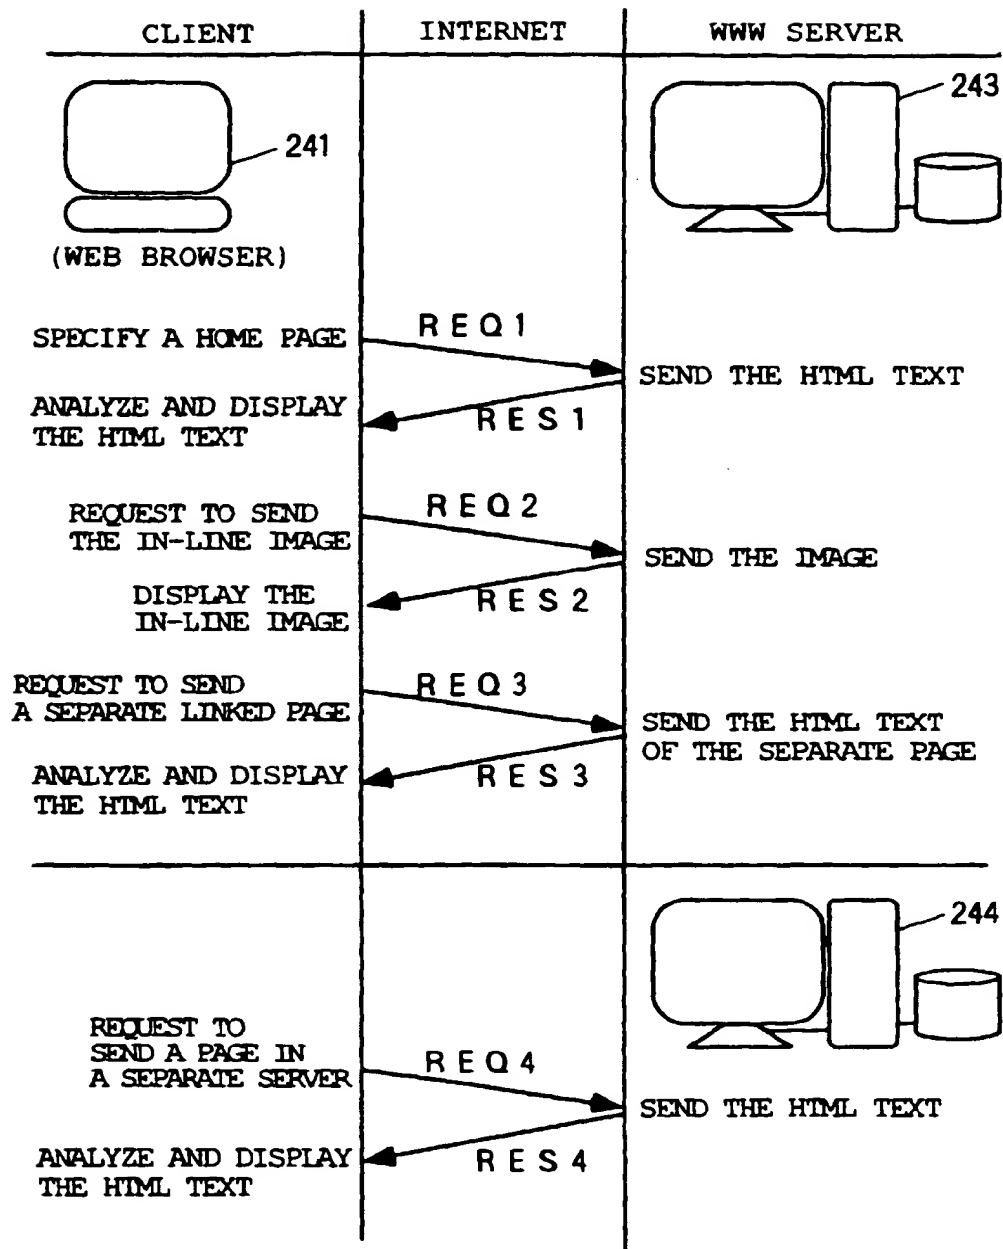 CLIENT
INTERNET
WWW SERVER
241
243
(WEB BROWSER)
SPECIFY A HOME PAGE
REQ1
SEND THE HTML TEXT
ANALYZE AND DISPLAY
THE HTML TEXT
RES1
REQUEST TO SEND
THE IN-LINE IMAGE
REQ2
SEND THE IMAGE
DISPLAY THE
IN-LINE IMAGE
RES2
REQUEST TO SEND
A SEPARATE LINKED PAGE
REQ3
SEND THE HTML TEXT
OF THE SEPARATE PAGE
ANALYZE AND DISPLAY
THE HTML TEXT
RES3
244
REQUEST TO
SEND A PAGE IN
A SEPARATE SERVER
REQ4
SEND THE HTML TEXT
ANALYZE AND DISPLAY
THE HTML TEXT
RES4